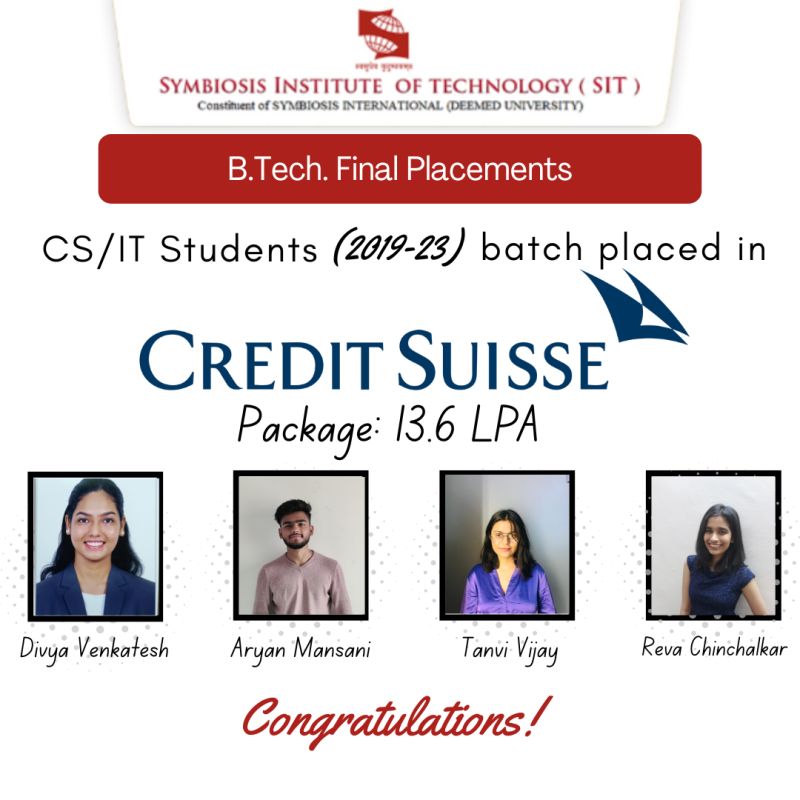 स्वसुधैव कुटुम्बकम्
SYMBIOSIS INSTITUTE OF TECHNOLOGY ( SIT )
Constituent of SYMBIOSIS INTERNATIONAL (DEEMED UNIVERSITY)
B.Tech. Final Placements
CS/IT Students (2019-23) batch placed in
CREDIT SUISSE
Package: 13.6 LPA
Divya Venkatesh Aryan Mansani Tanvi Vijay Reva Chinchalkar
Congratulations!